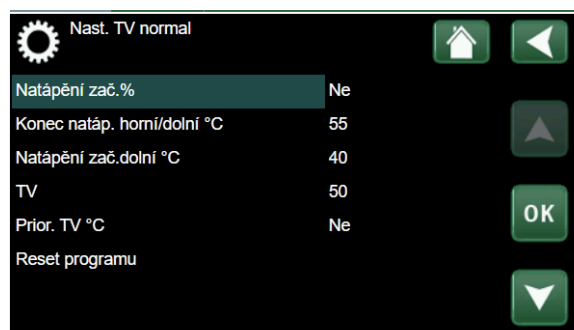 Nast. TV normal
Natápění zač.% Ne
Konec natáp. horní/dolní °C 55
Natápění zač.dolní °C 40
TV 50
Prior. TV °C Ne
OK
Reset programu